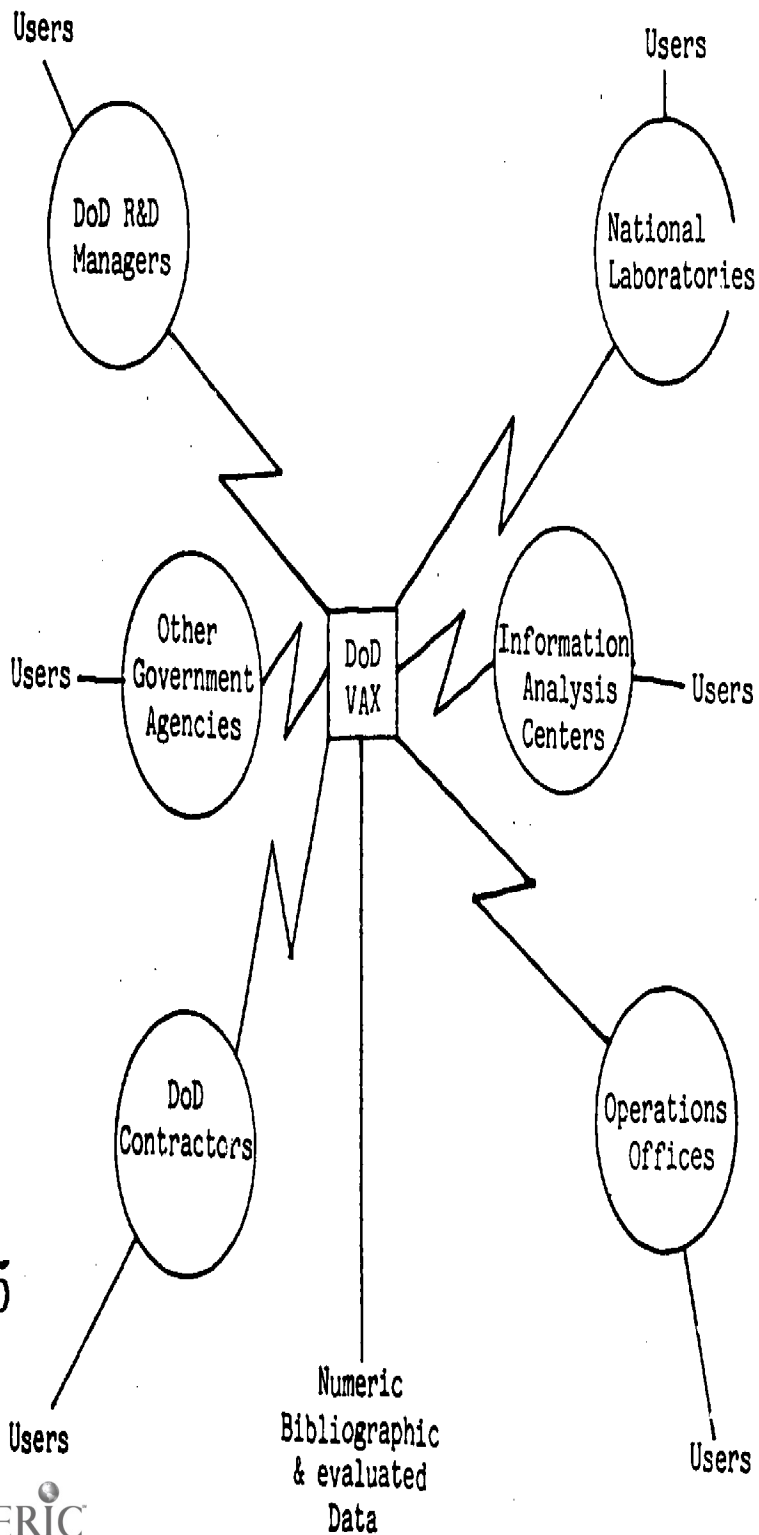 Users
Users
DoD R&D
Managers
National
Laboratories
Other
Government
Agencies
DoD
VAX
Information
Analysis
Centers
Users
Users
DoD
Contractors
Operations
Offices
Users
Numeric
Bibliographic
& evaluated
Data
Users
ERIC